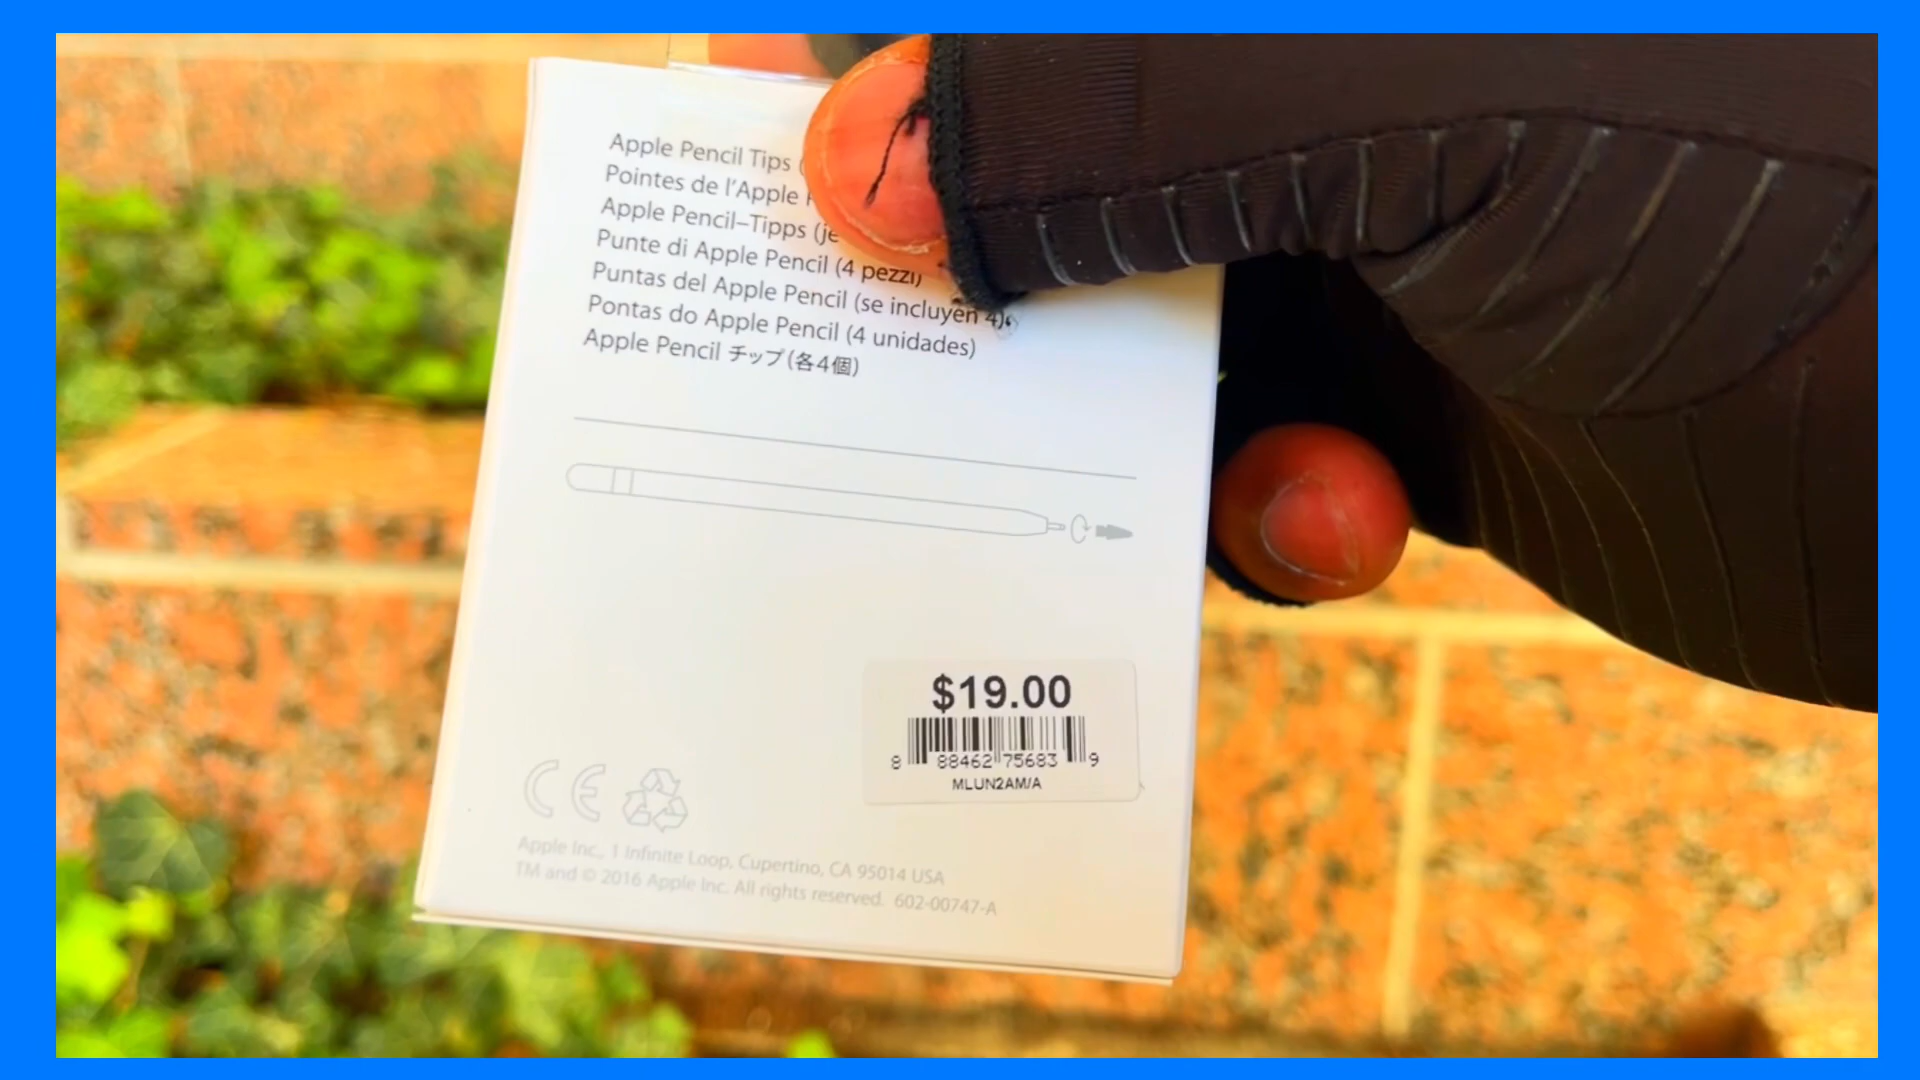 Apple Pencil Tips (
Pointes de l'Apple
Apple Pencil–Tipps (je
Punte di Apple Pencil (4 pezzi)
Puntas del Apple Pencil (se incluyen 4)
Pontas do Apple Pencil (4 unidades)
Apple Pencil チップ(各4個)
$19.00
8 88462 75683 9
MLUN2AM/A
CE
Apple Inc., 1 Infinite Loop, Cupertino, CA 95014 USA
TM and © 2016 Apple Inc. All rights reserved. 602-00747-A